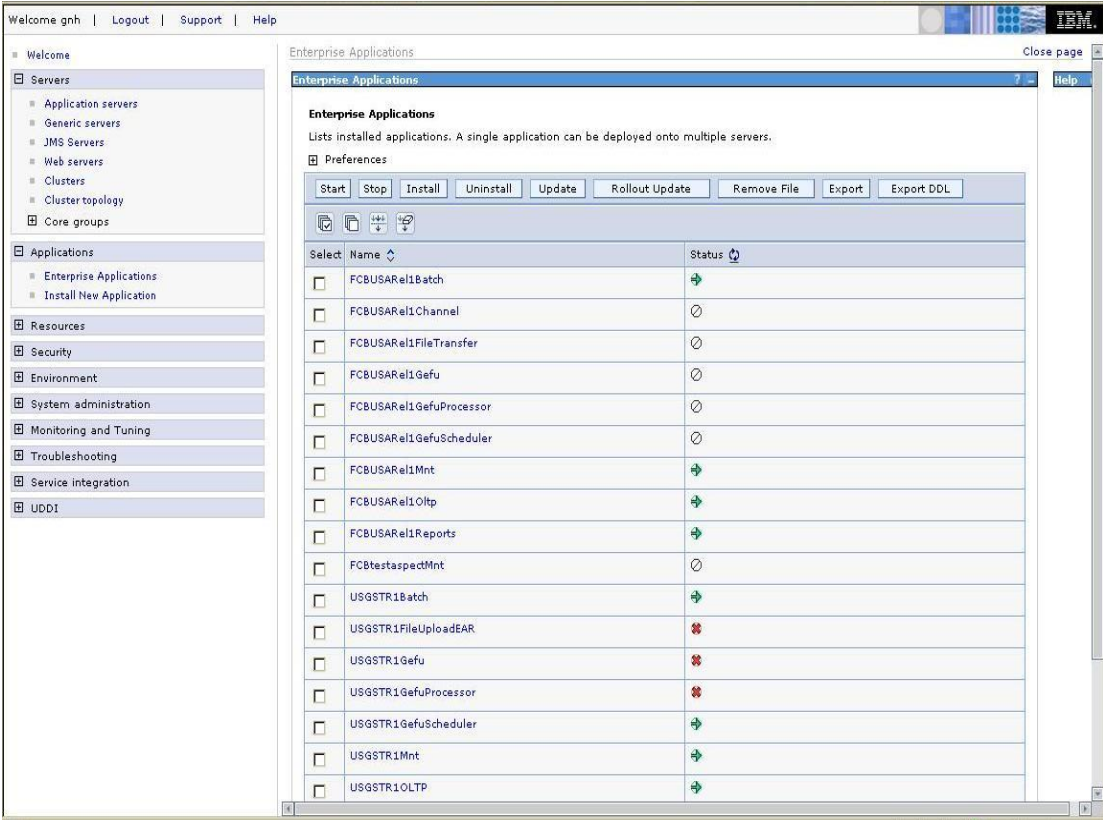 Welcome gnh | Logout | Support | Help
IBM.
Welcome
Servers
Application servers
Generic servers
JMS Servers
Web servers
Clusters
Cluster topology
Core groups
Applications
Enterprise Applications
Install New Application
Resources
Security
Environment
System administration
Monitoring and Tuning
Troubleshooting
Service integration
UDDI
Enterprise Applications
Close page
Enterprise Applications ? -
Help
Enterprise Applications
Lists installed applications. A single application can be deployed onto multiple servers.
Preferences
Start Stop Install Uninstall Update Rollout Update Remove File Export Export DDL
Select Name Status
FCBUSARel1Batch
FCBUSARel1Channel
FCBUSARel1FileTransfer
FCBUSARel1Gefu
FCBUSARel1GefuProcessor
FCBUSARel1GefuScheduler
FCBUSARel1Mnt
FCBUSARel1Oltp
FCBUSARel1Reports
FCBtestaspectMnt
USGSTR1Batch
USGSTR1FileUploadEAR
USGSTR1Gefu
USGSTR1GefuProcessor
USGSTR1GefuScheduler
USGSTR1Mnt
USGSTR1OLTP